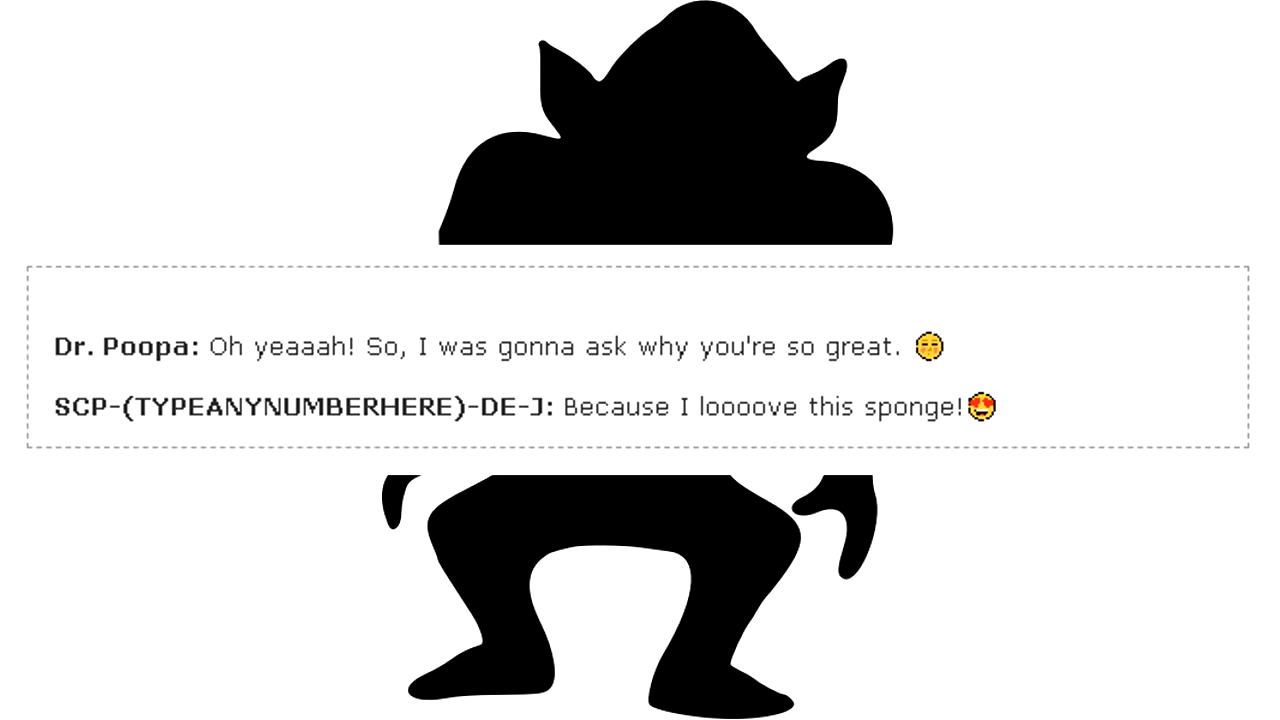 Dr. Poopa: Oh yeaaah! So, I was gonna ask why you're so great. 🤭
SCP-(TYPEANYNUMBERHERE)-DE-J: Because I loooove this sponge!😍